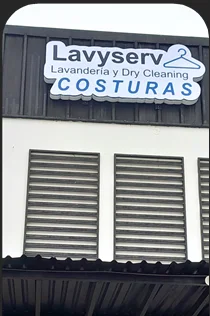 Lavyserv
Lavandería y Dry Cleaning
COSTURAS